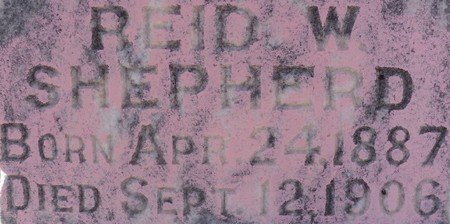 REID W
SHEPHERD
BORN APR 24, 1887
DIED SEPT 12, 1906